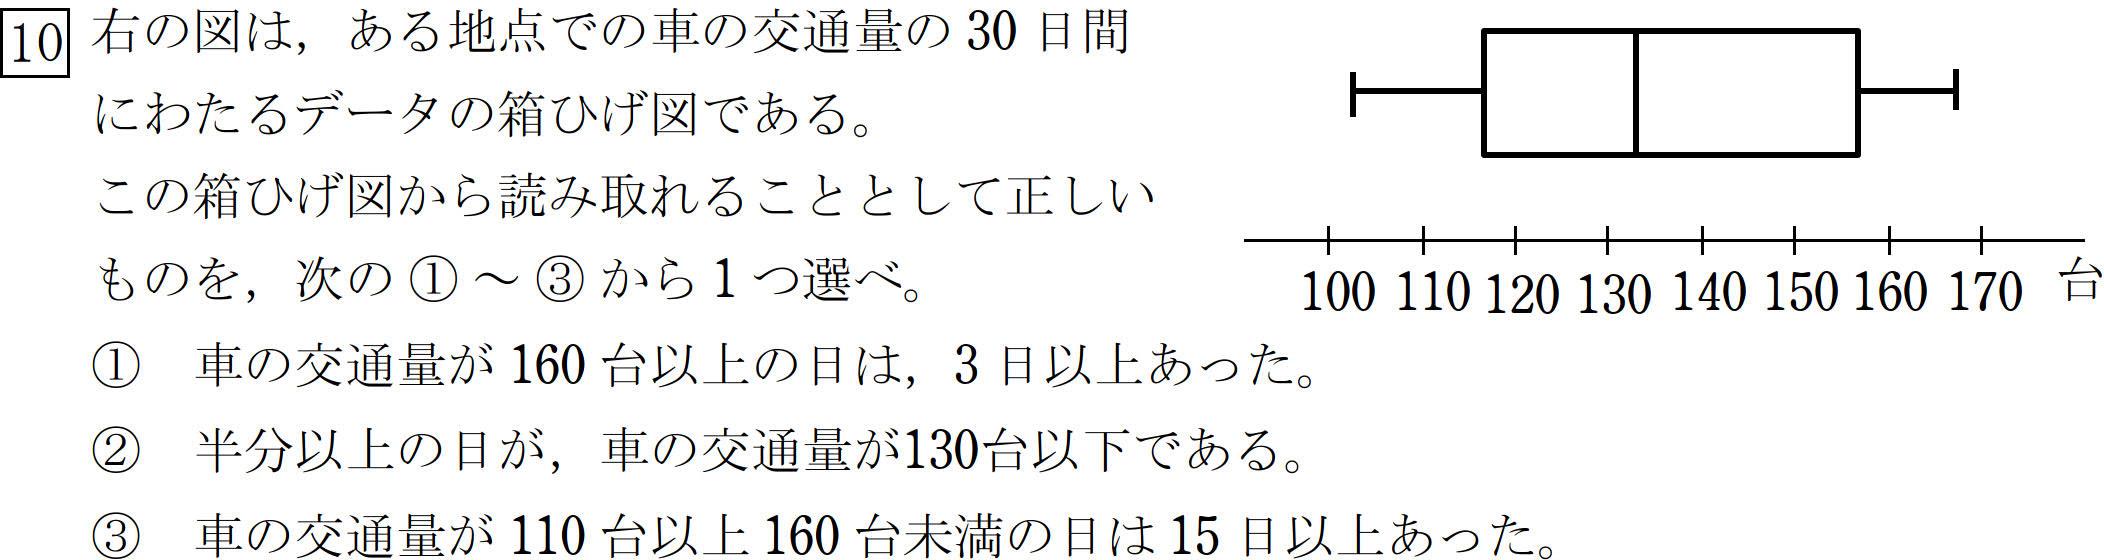 10 右の図は，ある地点での車の交通量の 30 日間
にわたるデータの箱ひげ図である。
この箱ひげ図から読み取れることとして正しい
ものを，次の ① ～ ③ から 1 つ選べ。
100 110 120 130 140 150 160 170 台
① 車の交通量が 160 台以上の日は，3 日以上あった。
② 半分以上の日が，車の交通量が130台以下である。
③ 車の交通量が 110 台以上 160 台未満の日は 15 日以上あった。